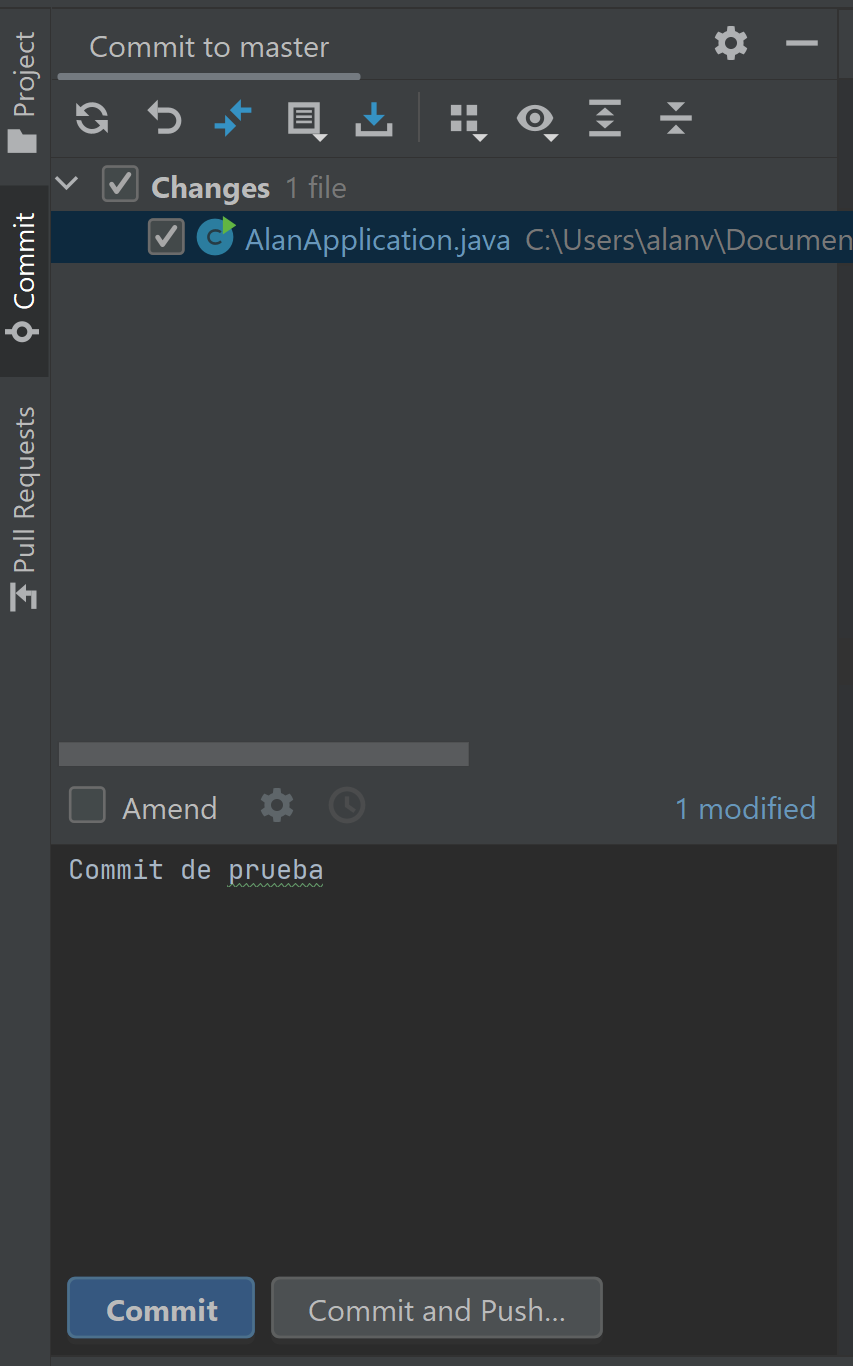 Project
Commit
Pull Requests
Commit to master
Changes 1 file
C AlanApplication.java C:\Users\alanv\Documen
Amend 1 modified
Commit de prueba
Commit Commit and Push...